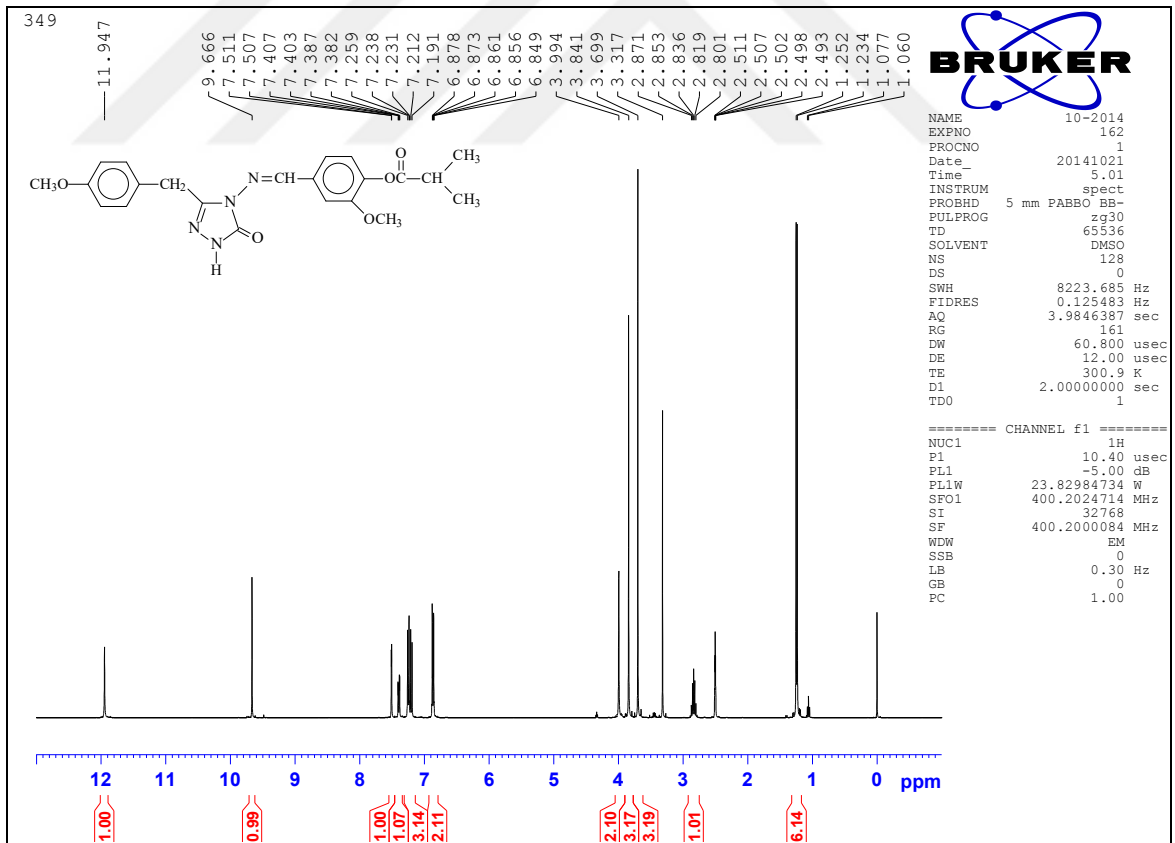 349
11.947
9.666
7.511
7.507
7.407
7.403
7.387
7.382
7.259
7.238
7.231
7.212
7.191
6.878
6.873
6.861
6.856
6.849
3.994
3.841
3.699
3.317
2.871
2.853
2.836
2.819
2.801
2.511
2.507
2.502
2.498
2.493
1.252
1.234
1.077
1.060
BRUKER
NAME 10-2014
EXPNO 162
PROCNO 1
Date_ 20141021
Time 5.01
INSTRUM spect
PROBHD 5 mm PABBO BB-
PULPROG zg30
TD 65536
SOLVENT DMSO
NS 128
DS 0
SWH 8223.685 Hz
FIDRES 0.125483 Hz
AQ 3.9846387 sec
RG 161
DW 60.800 usec
DE 12.00 usec
TE 300.9 K
D1 2.00000000 sec
TD0 1
======== CHANNEL f1 ========
NUC1 1H
P1 10.40 usec
PL1 -5.00 dB
PL1W 23.82984734 W
SFO1 400.2024714 MHz
SI 32768
SF 400.2000084 MHz
WDW EM
SSB 0
LB 0.30 Hz
GB 0
PC 1.00
CH₃O
CH₂
N=CH
OC
O
CH
CH₃
CH₃
OCH₃
N
N
N
O
H
12 11 10 9 8 7 6 5 4 3 2 1 0 ppm
1.00
0.99
1.00
1.07
3.14
2.11
2.10
3.17
3.19
1.01
6.14